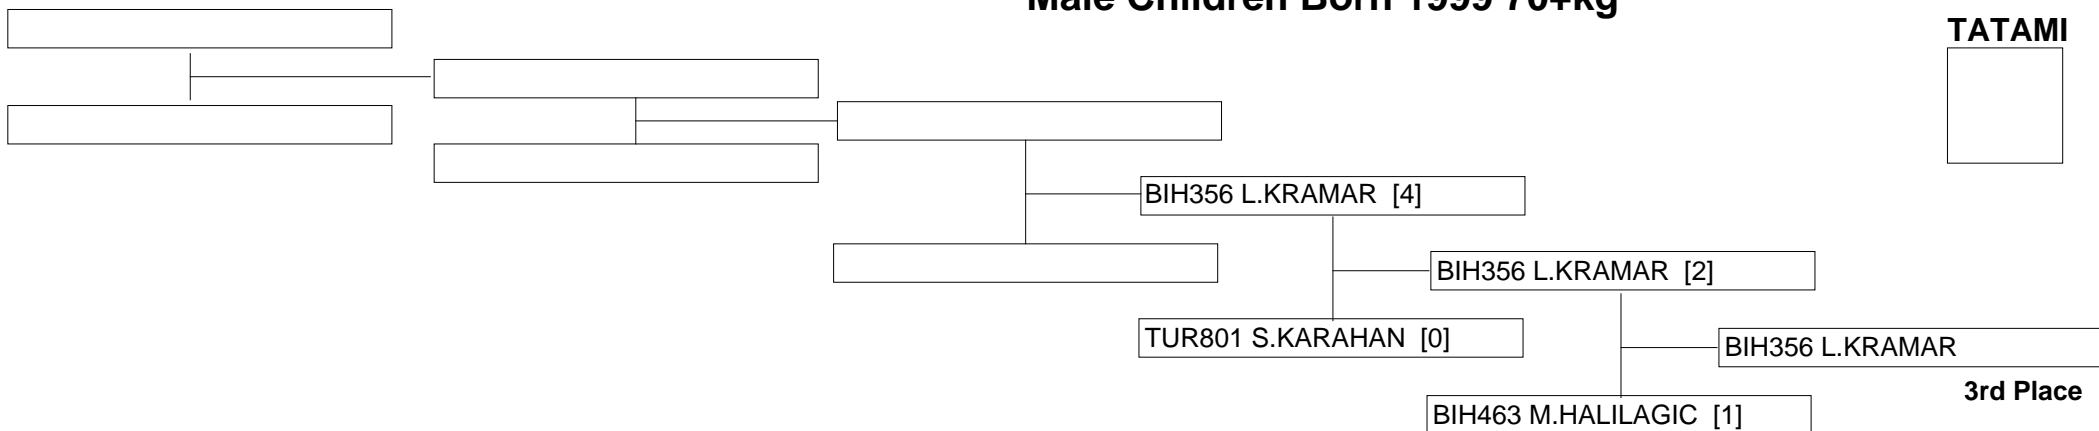 Male Children Born 1999 70+kg
TATAMI
BIH356 L.KRAMAR [4]
BIH356 L.KRAMAR [2]
TUR801 S.KARAHAN [0]
BIH356 L.KRAMAR
3rd Place
BIH463 M.HALILAGIC [1]